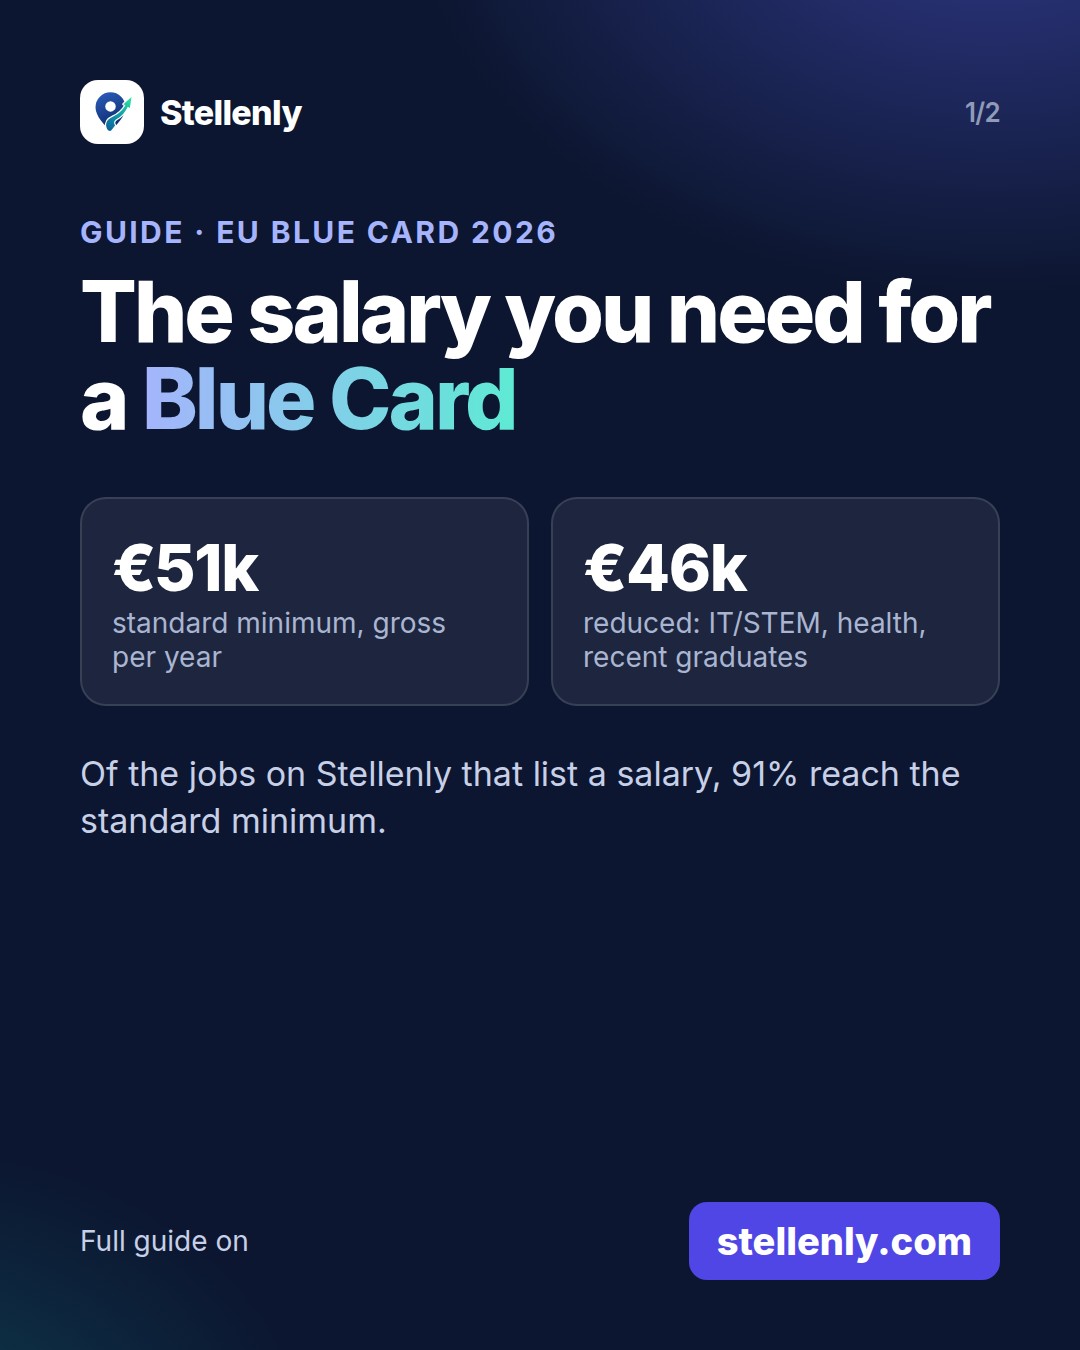 Stellenly
1/2
GUIDE · EU BLUE CARD 2026
The salary you need for
a Blue Card
€51k
standard minimum, gross
per year
€46k
reduced: IT/STEM, health,
recent graduates
Of the jobs on Stellenly that list a salary, 91% reach the
standard minimum.
Full guide on
stellenly.com